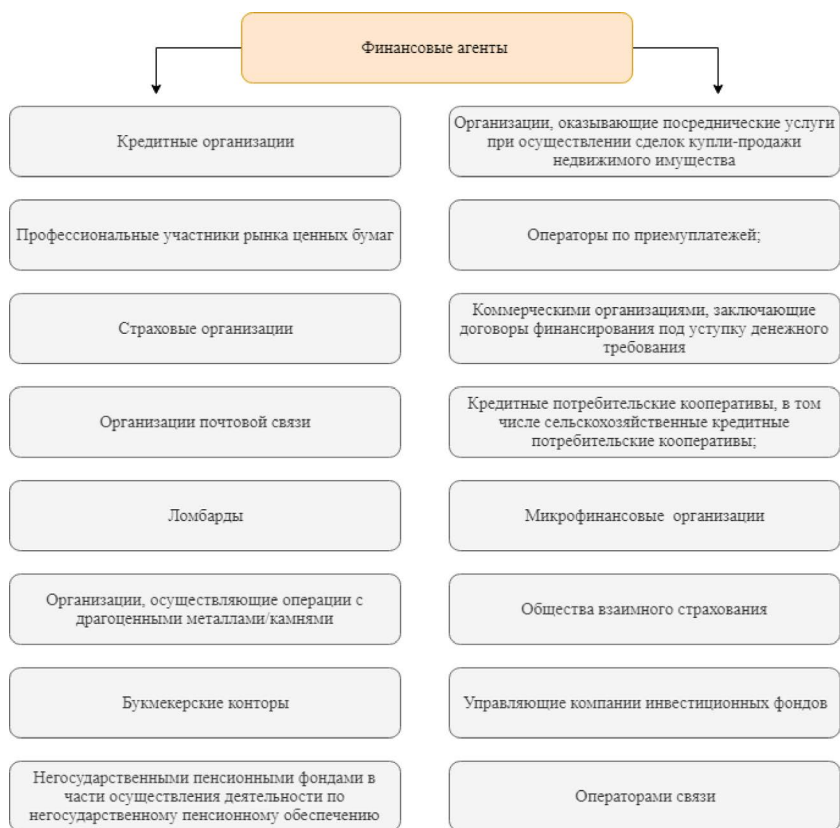 Финансовые агенты
Кредитные организации
Профессиональные участники рынка ценных бумаг
Страховые организации
Организации почтовой связи
Ломбарды
Организации, осуществляющие операции с
драгоценными металлами/камнями
Букмекерские конторы
Негосударственными пенсионными фондами в
части осуществления деятельности по
негосударственному пенсионному обеспечению
Организации, оказывающие посреднические услуги
при осуществлении сделок купли-продажи
недвижимого имущества
Операторы по приемуплатежей;
Коммерческими организациями, заключающие
договоры финансирования под уступку денежного
требования
Кредитные потребительские кооперативы, в том
числе сельскохозяйственные кредитные
потребительские кооперативы;
Микрофинансовые организации
Общества взаимного страхования
Управляющие компании инвестиционных фондов
Операторами связи